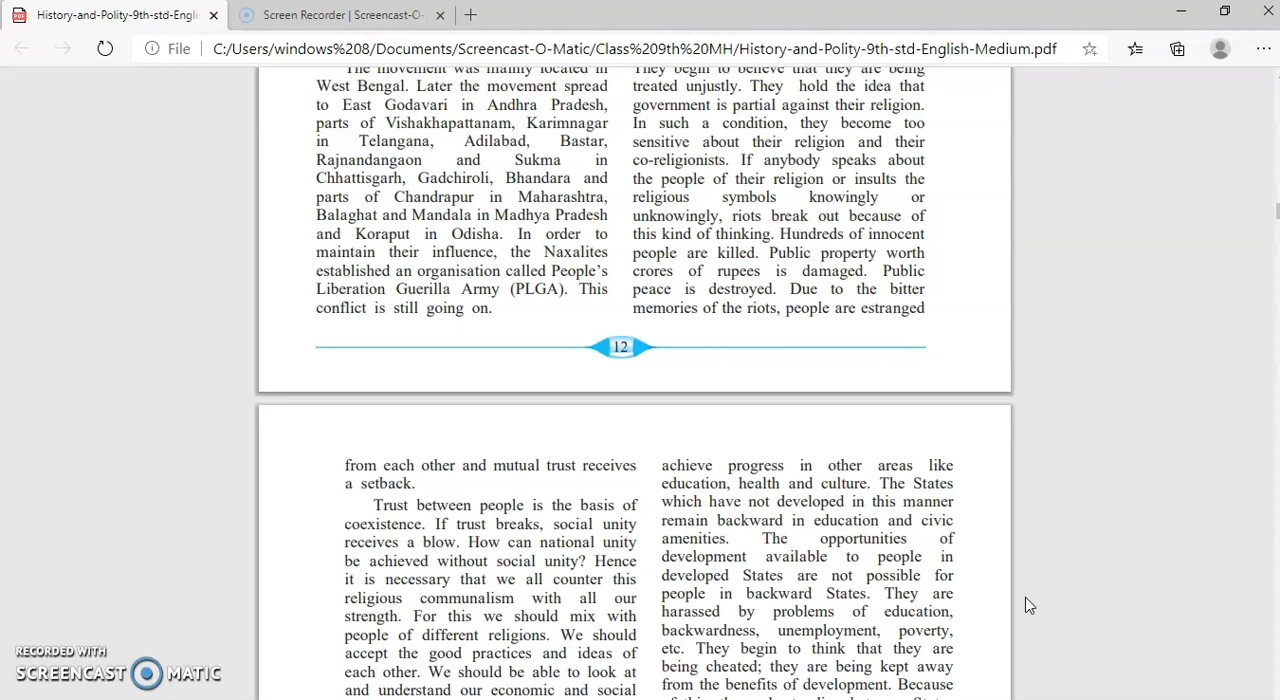 History-and-Polity-9th-std-Engli
Screen Recorder | Screencast-O-
File
C:/Users/windows%208/Documents/Screencast-O-Matic/Class%209th%20MH/History-and-Polity-9th-std-English-Medium.pdf
The movement was mainly located in
West Bengal. Later the movement spread
to East Godavari in Andhra Pradesh,
parts of Vishakhapattanam, Karimnagar
in Telangana, Adilabad, Bastar,
Rajnandangaon and Sukma in
Chhattisgarh, Gadchiroli, Bhandara and
parts of Chandrapur in Maharashtra,
Balaghat and Mandala in Madhya Pradesh
and Koraput in Odisha. In order to
maintain their influence, the Naxalites
established an organisation called People's
Liberation Guerilla Army (PLGA). This
conflict is still going on.
They begin to believe that they are being
treated unjustly. They hold the idea that
government is partial against their religion.
In such a condition, they become too
sensitive about their religion and their
co-religionists. If anybody speaks about
the people of their religion or insults the
religious symbols knowingly or
unknowingly, riots break out because of
this kind of thinking. Hundreds of innocent
people are killed. Public property worth
crores of rupees is damaged. Public
peace is destroyed. Due to the bitter
memories of the riots, people are estranged
12
from each other and mutual trust receives
a setback.
Trust between people is the basis of
coexistence. If trust breaks, social unity
receives a blow. How can national unity
be achieved without social unity? Hence
it is necessary that we all counter this
religious communalism with all our
strength. For this we should mix with
people of different religions. We should
accept the good practices and ideas of
each other. We should be able to look at
and understand our economic and social
achieve progress in other areas like
education, health and culture. The States
which have not developed in this manner
remain backward in education and civic
amenities. The opportunities of
development available to people in
developed States are not possible for
people in backward States. They are
harassed by problems of education,
backwardness, unemployment, poverty,
etc. They begin to think that they are
being cheated; they are being kept away
from the benefits of development. Because
RECORDED WITH
SCREENCAST MATIC